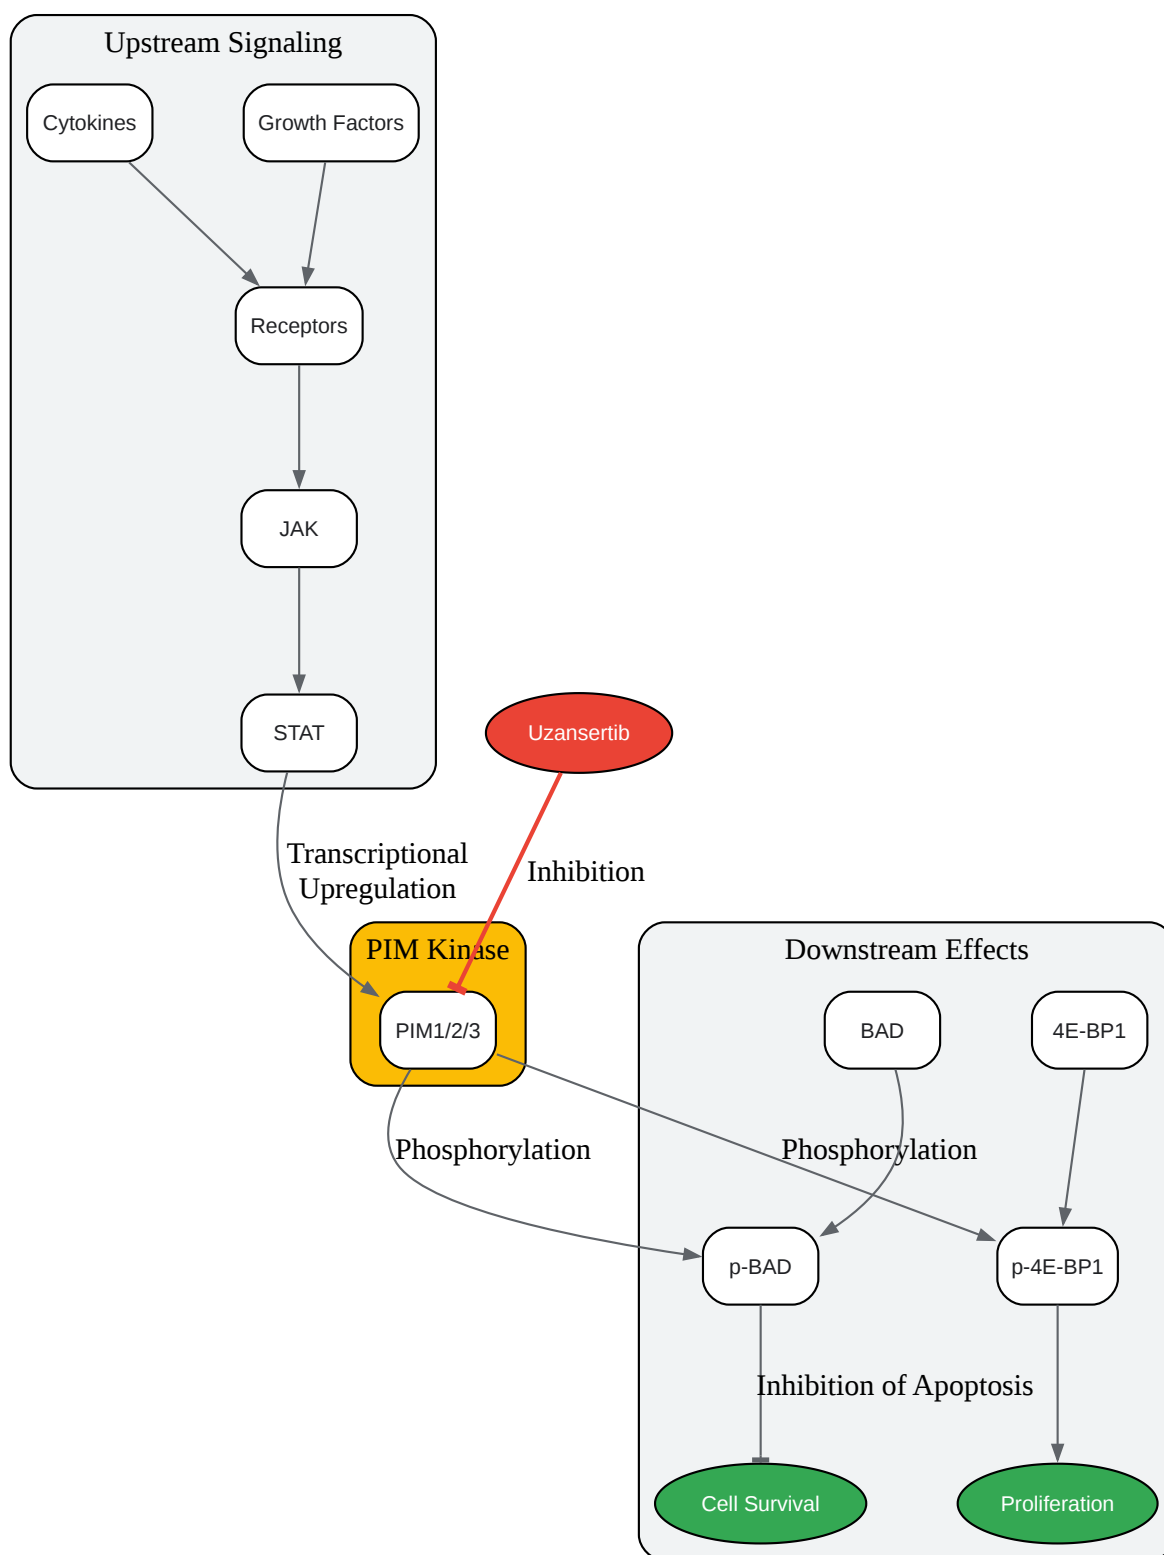 Upstream Signaling
Cytokines
Growth Factors
Receptors
JAK
STAT
Uzansertib
Transcriptional
Upregulation
Inhibition
PIM Kinase
Downstream Effects
PIM1/2/3
BAD
4E-BP1
Phosphorylation
Phosphorylation
p-BAD
p-4E-BP1
Inhibition of Apoptosis
Cell Survival
Proliferation